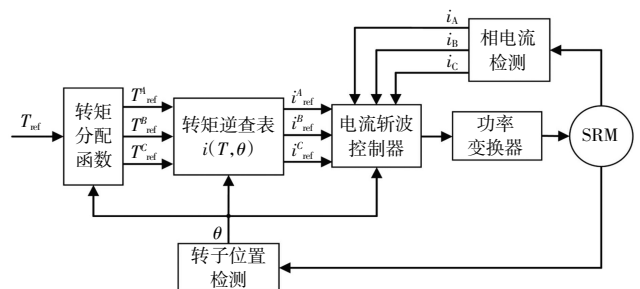 i_A
i_B
i_C
相电流
检测
T_ref
转矩
分配
函数
T^A_ref
T^B_ref
T^C_ref
转矩逆查表
i(T,θ)
i^A_ref
i^B_ref
i^C_ref
电流斩波
控制器
功率
变换器
SRM
θ
转子位置
检测